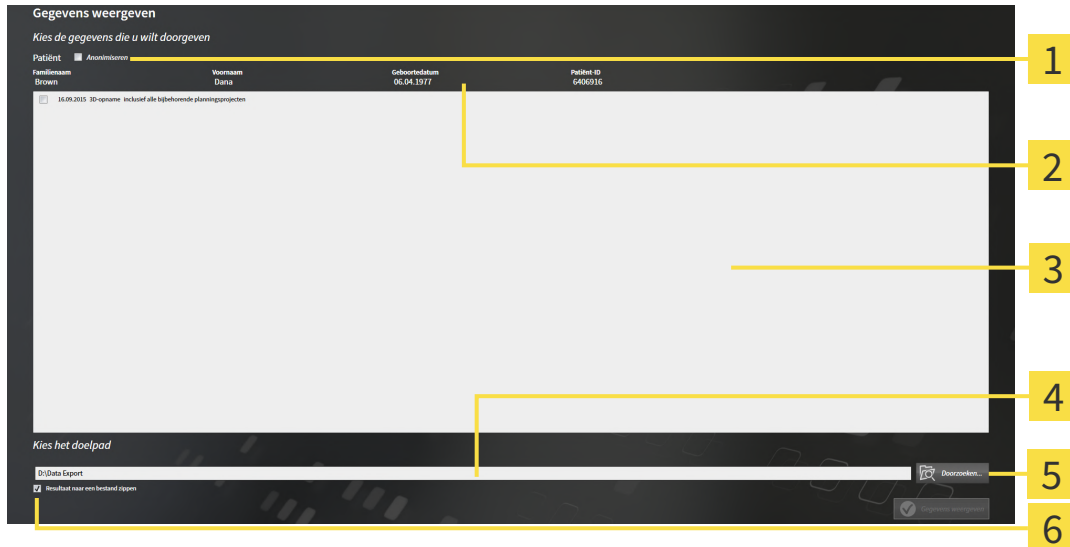 Gegevens weergeven
Kies de gegevens die u wilt doorgeven
Patiënt Anonimiseren
1
Familienaam Voornaam Geboortedatum Patiënt-ID
Brown Dana 06.04.1977 6406916
16.09.2015 3D-opname inclusief alle bijbehorende planningsprojecten
2
3
4
Kies het doelpad
D:\Data Export
Doorzoeken...
5
Resultaat naar een bestand zippen
Gegevens weergeven
6